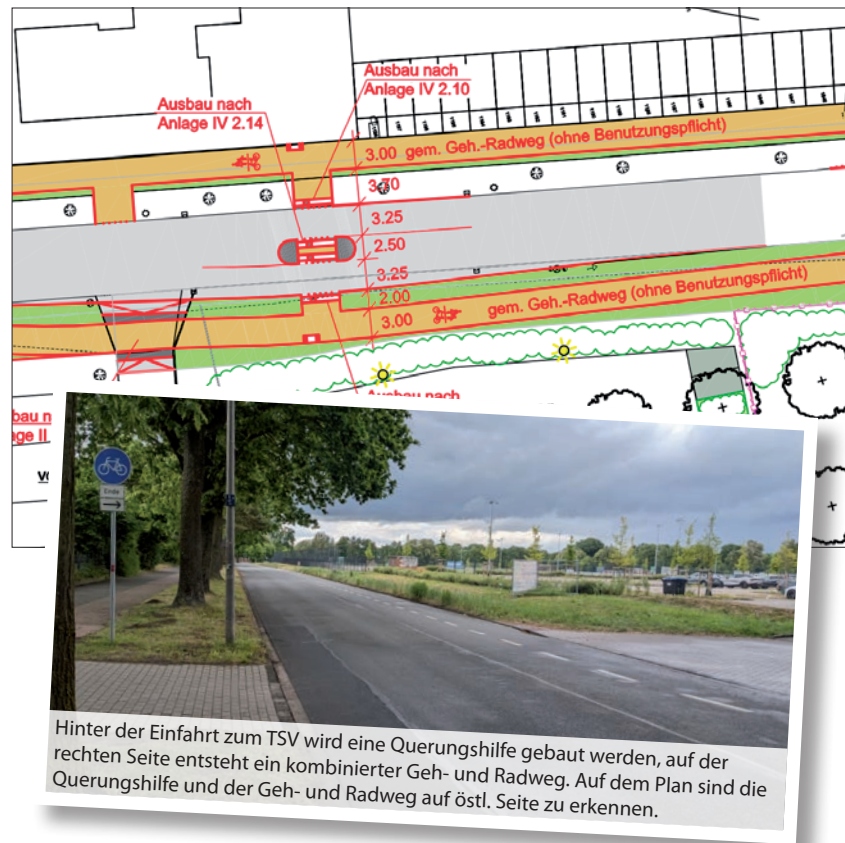 Ausbau nach
Anlage IV 2.10
Ausbau nach
Anlage IV 2.14
3.00 gem. Geh.-Radweg (ohne Benutzungspflicht)
3.70
3.25
2.50
3.25
2.00
3.00 gem. Geh.-Radweg (ohne Benutzungspflicht)
Ausbau nach
bau n
ge II
Ende
Hinter der Einfahrt zum TSV wird eine Querungshilfe gebaut werden, auf der
rechten Seite entsteht ein kombinierter Geh- und Radweg. Auf dem Plan sind die
Querungshilfe und der Geh- und Radweg auf östl. Seite zu erkennen.